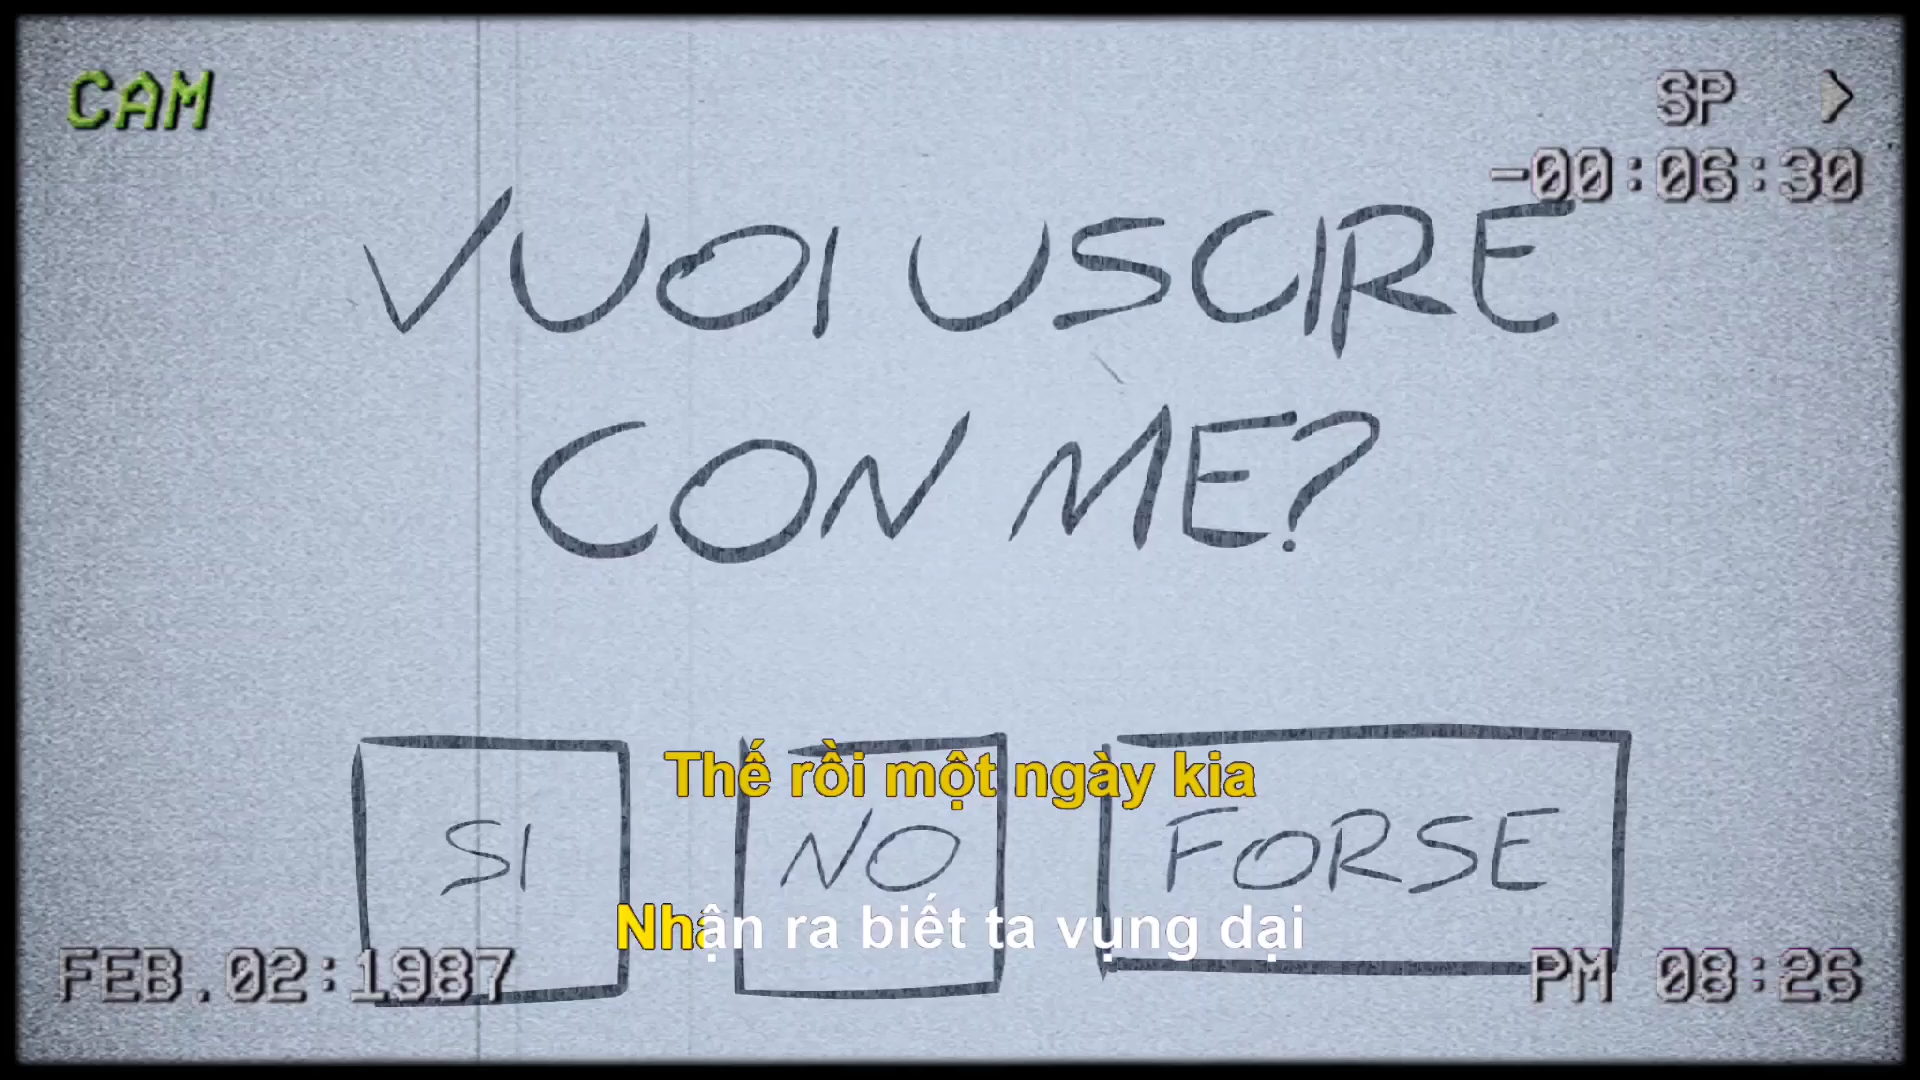 CAM
SP
-00:06:30
VUOI USCIRE
CON ME?
Thế rồi một ngày kia
SI NO FORSE
Nhận ra biết ta vụng dại
FEB.02:1987
PM 08:26